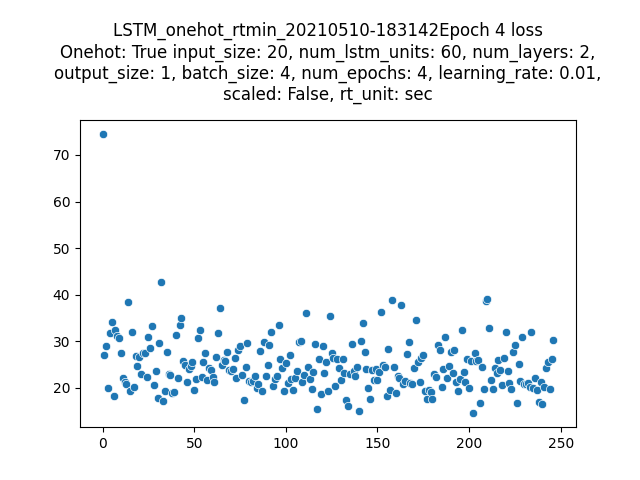 LSTM_onehot_rtmin_20210510-183142Epoch 4 loss
Onehot: True input_size: 20, num_lstm_units: 60, num_layers: 2,
output_size: 1, batch_size: 4, num_epochs: 4, learning_rate: 0.01,
scaled: False, rt_unit: sec
70
60
50
40
30
20
0 50 100 150 200 250